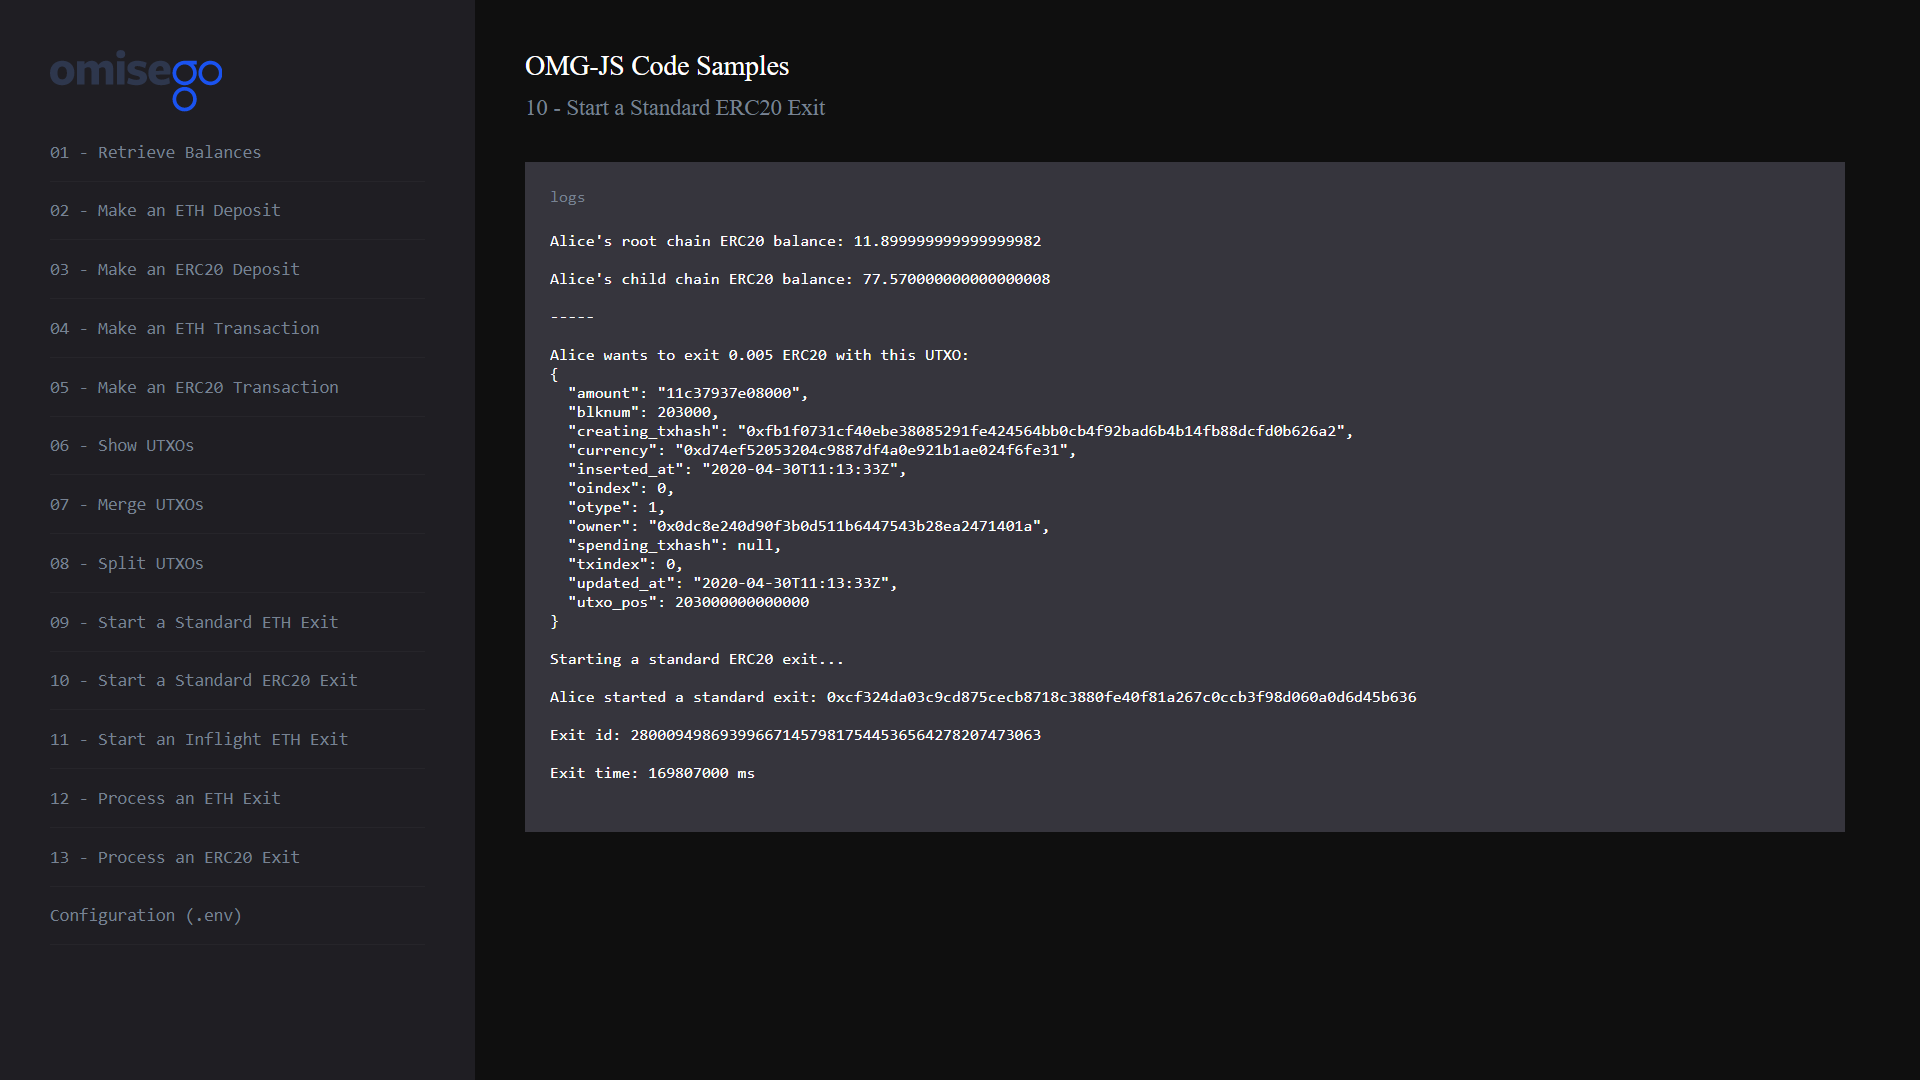 omisego
01 - Retrieve Balances
02 - Make an ETH Deposit
03 - Make an ERC20 Deposit
04 - Make an ETH Transaction
05 - Make an ERC20 Transaction
06 - Show UTXOs
07 - Merge UTXOs
08 - Split UTXOs
09 - Start a Standard ETH Exit
10 - Start a Standard ERC20 Exit
11 - Start an Inflight ETH Exit
12 - Process an ETH Exit
13 - Process an ERC20 Exit
Configuration (.env)
OMG-JS Code Samples
10 - Start a Standard ERC20 Exit
logs
Alice's root chain ERC20 balance: 11.899999999999999982
Alice's child chain ERC20 balance: 77.570000000000000008
-----
Alice wants to exit 0.005 ERC20 with this UTXO:
{
"amount": "11c37937e08000",
"blknum": 203000,
"creating_txhash": "0xfb1f0731cf40ebe38085291fe424564bb0cb4f92bad6b4b14fb88dcfd0b626a2",
"currency": "0xd74ef52053204c9887df4a0e921b1ae024f6fe31",
"inserted_at": "2020-04-30T11:13:33Z",
"oindex": 0,
"otype": 1,
"owner": "0x0dc8e240d90f3b0d511b6447543b28ea2471401a",
"spending_txhash": null,
"txindex": 0,
"updated_at": "2020-04-30T11:13:33Z",
"utxo_pos": 203000000000000
}
Starting a standard ERC20 exit...
Alice started a standard exit: 0xcf324da03c9cd875cecb8718c3880fe40f81a267c0ccb3f98d060a0d6d45b636
Exit id: 2800094986939966714579817544536564278207473063
Exit time: 169807000 ms